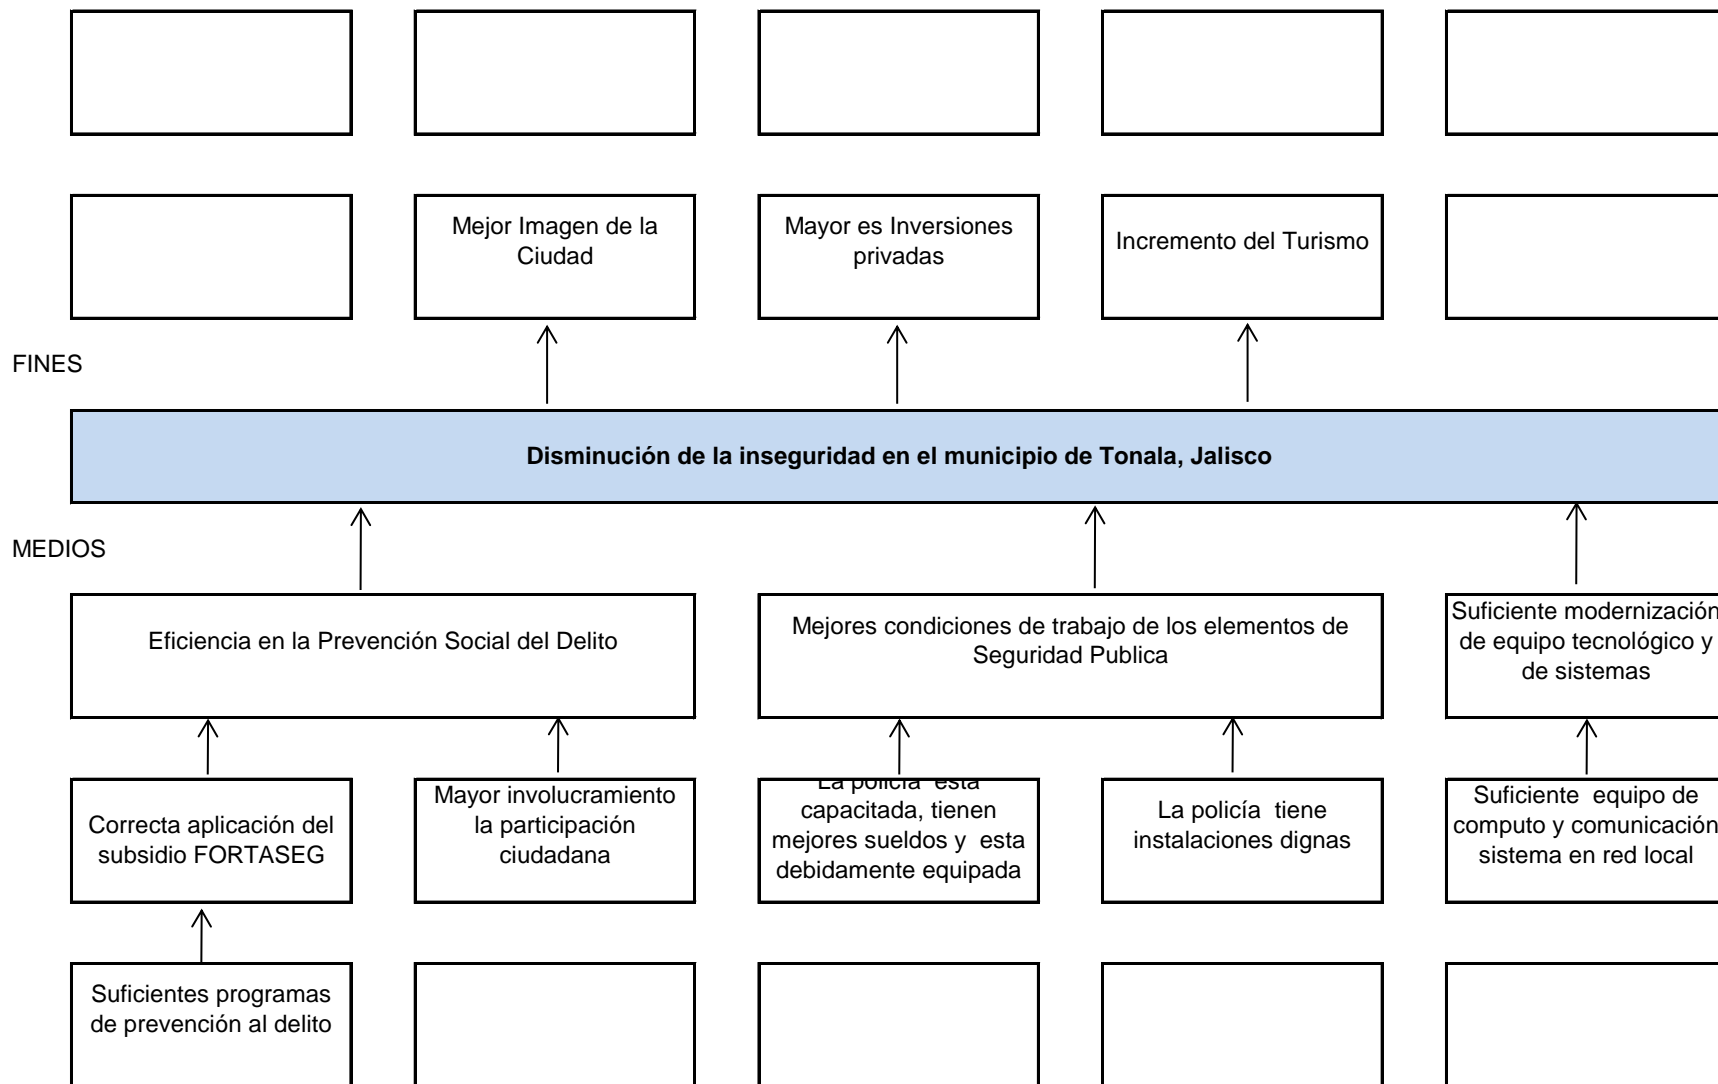 Mejor Imagen de la
Ciudad
Mayor es Inversiones
privadas
Incremento del Turismo
FINES
Disminución de la inseguridad en el municipio de Tonala, Jalisco
MEDIOS
Eficiencia en la Prevención Social del Delito
Mejores condiciones de trabajo de los elementos de
Seguridad Publica
Suficiente modernización
de equipo tecnológico y
de sistemas
Correcta aplicación del
subsidio FORTASEG
Mayor involucramiento
la participación
ciudadana
La policía esta
capacitada, tienen
mejores sueldos y esta
debidamente equipada
La policía tiene
instalaciones dignas
Suficiente equipo de
computo y comunicación
sistema en red local
Suficientes programas
de prevención al delito